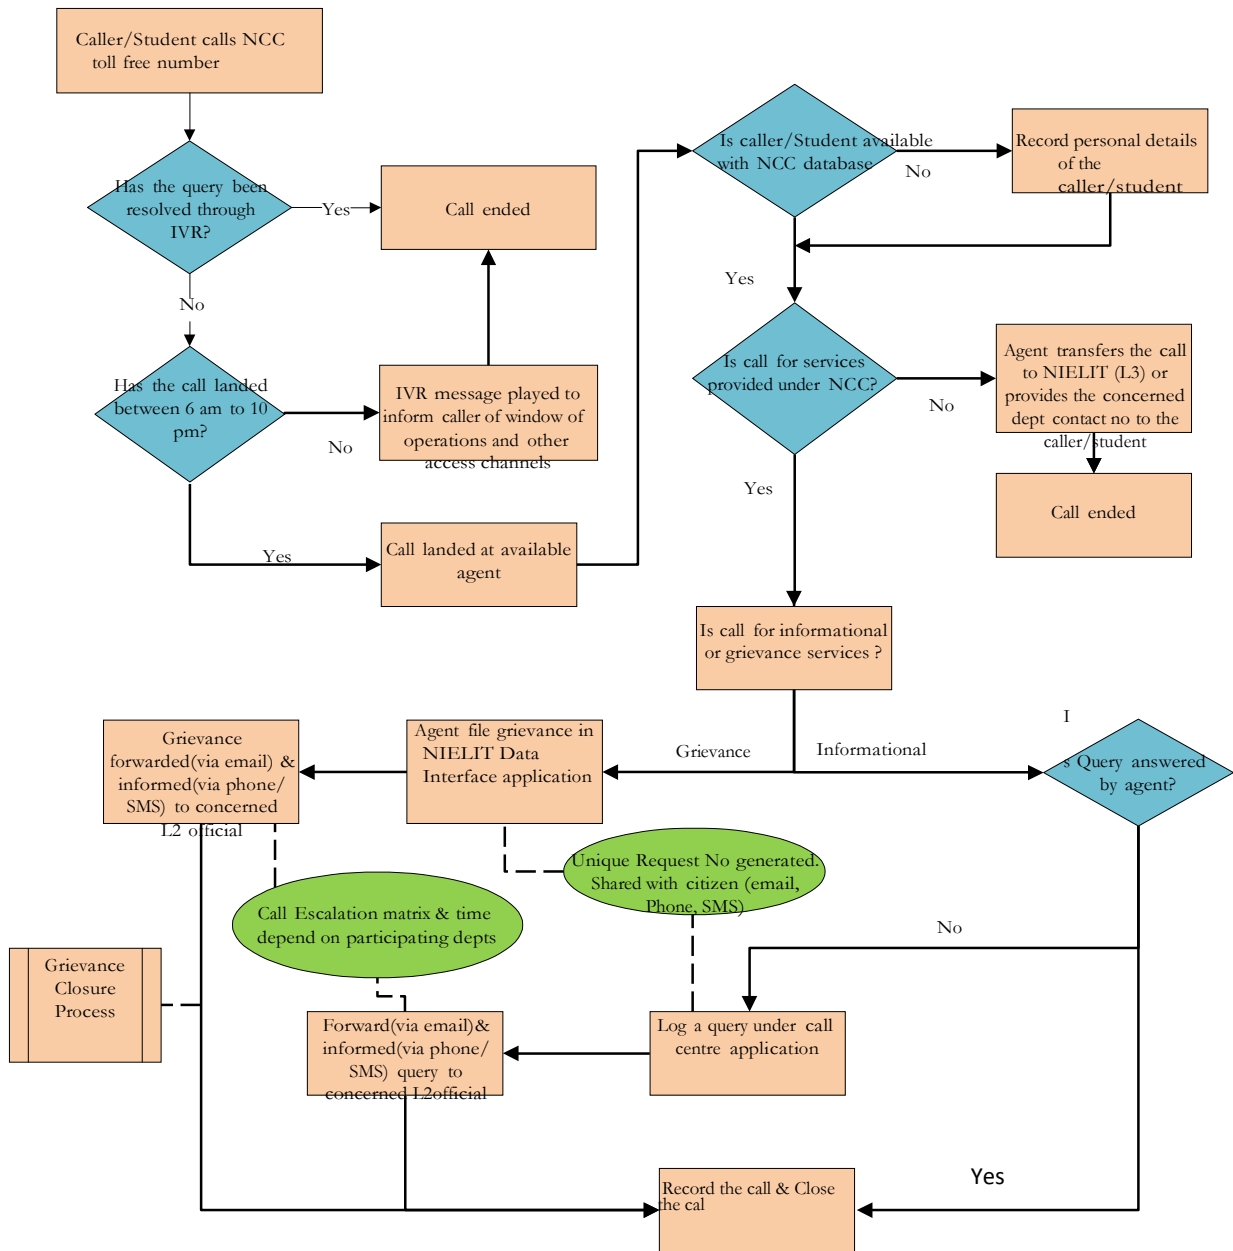 Caller/Student calls NCC
toll free number
Has the query been
resolved through
IVR?
Yes
Call ended
No
Has the call landed
between 6 am to 10
pm?
No
IVR message played to
inform caller of window of
operations and other
access channels
Yes
Call landed at available
agent
Is caller/Student available
with NCC database
No
Record personal details
of the
caller/student
Yes
Is call for services
provided under NCC?
No
Agent transfers the call
to NIELIT (L3) or
provides the concerned
dept contact no to the
caller/student
Call ended
Yes
Is call for informational
or grievance services ?
Grievance
Informational
I
s Query answered
by agent?
Agent file grievance in
NIELIT Data
Interface application
Grievance
forwarded(via email) &
informed(via phone/
SMS) to concerned
L2 official
Unique Request No generated.
Shared with citizen (email,
Phone, SMS)
Call Escalation matrix & time
depend on participating depts
No
Grievance
Closure
Process
Forward(via email)&
informed(via phone/
SMS) query to
concerned L2official
Log a query under call
centre application
Yes
Record the call & Close
the cal